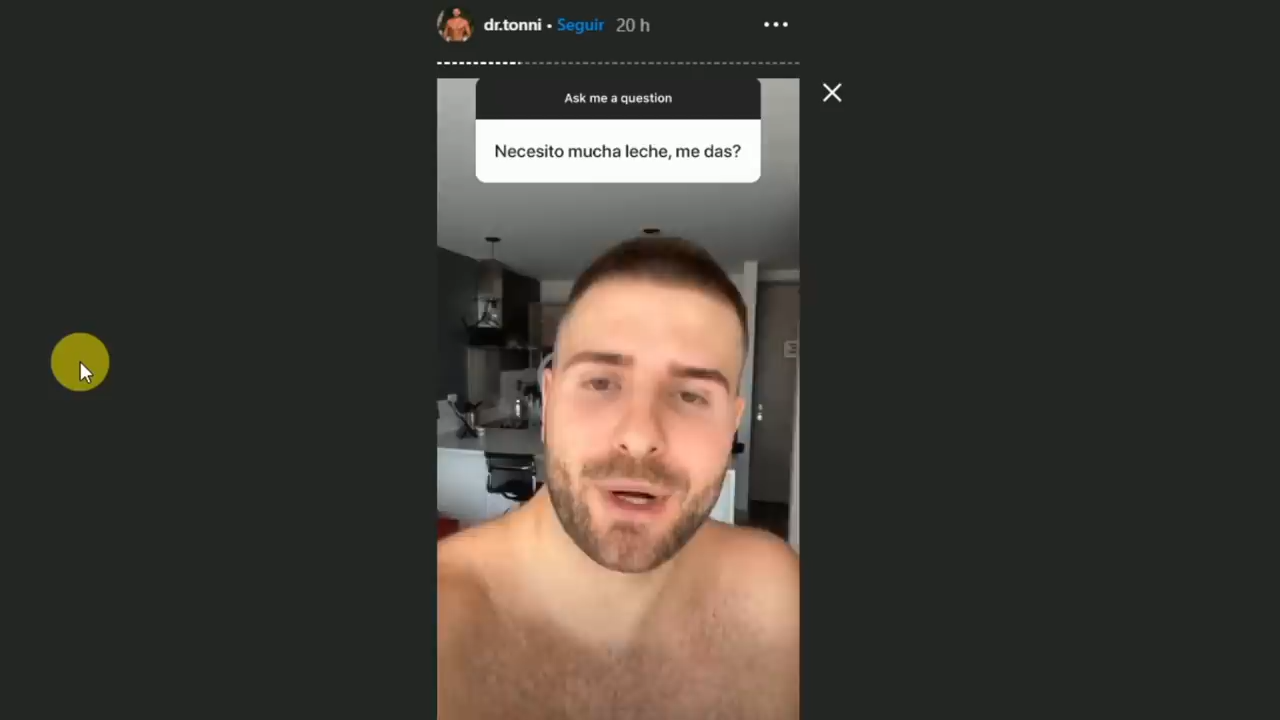 dr.tonni • Seguir 20 h
Ask me a question
Necesito mucha leche, me das?